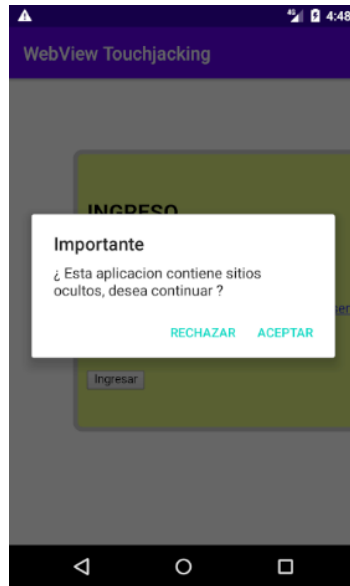 4:48
WebView Touchjacking
INGRESO
Importante
¿ Esta aplicacion contiene sitios
ocultos, desea continuar ?
RECHAZAR ACEPTAR
Ingresar